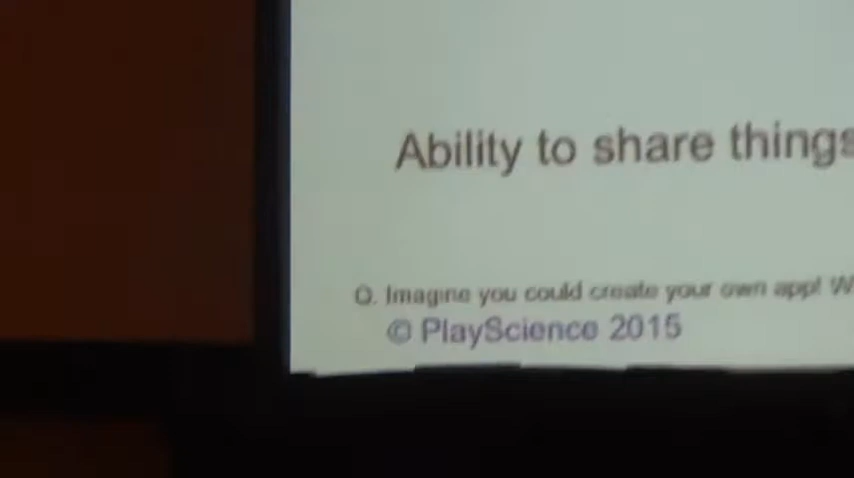 Ability to share things
Q. Imagine you could create your own app! W
© PlayScience 2015